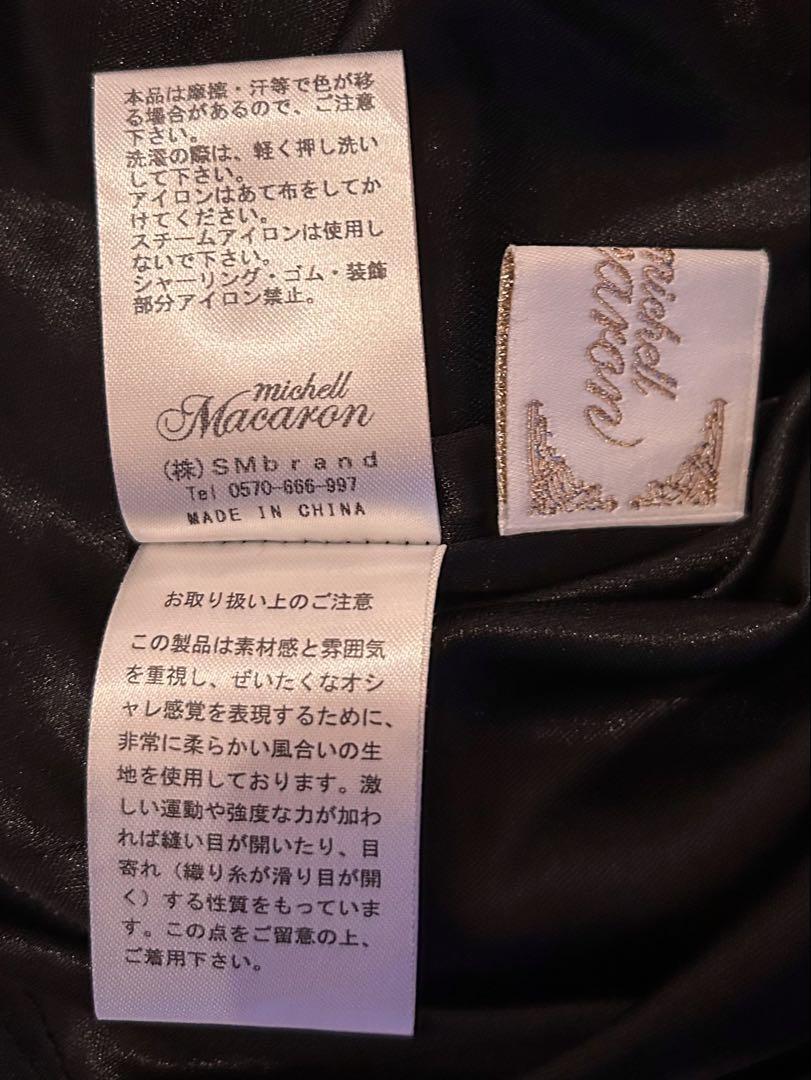 本品は摩擦・汗等で色が移
る場合があるので、ご注意
下さい。
洗濯の際は、軽く押し洗い
して下さい。
アイロンはあて布をしてか
けてください。
スチームアイロンは使用し
ないで下さい。
シャーリング・ゴム・装飾
部分アイロン禁止。
michell
Macaron
(株)SMbrand
Tel 0570-666-997
MADE IN CHINA
お取り扱い上のご注意
この製品は素材感と雰囲気
を重視し、ぜいたくなオシ
ャレ感覚を表現するために、
非常に柔らかい風合いの生
地を使用しております。激
しい運動や強度な力が加わ
れば縫い目が開いたり、目
寄れ（織り糸が滑り目が開
く）する性質をもっていま
す。この点をご留意の上、
ご着用下さい。
michell